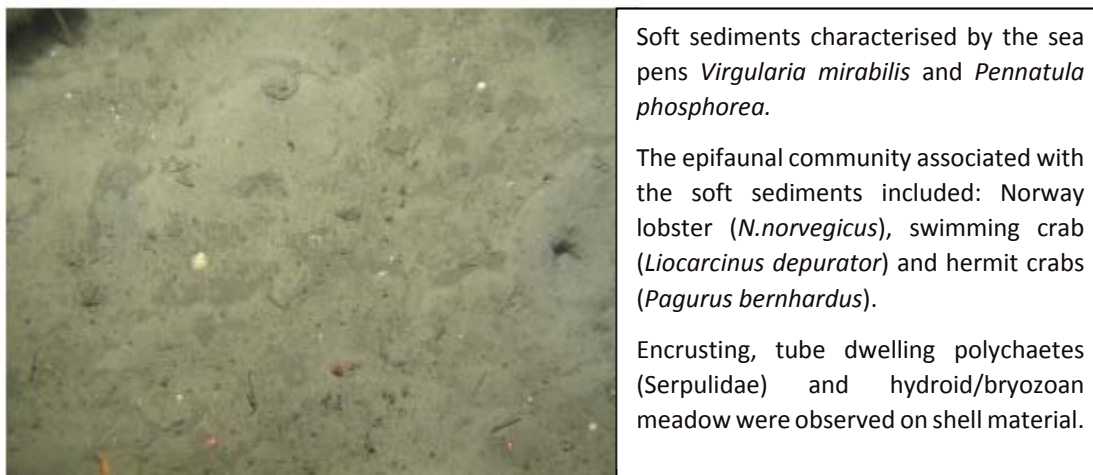 Soft sediments characterised by the sea
pens Virgularia mirabilis and Pennatula
phosphorea.
The epifaunal community associated with
the soft sediments included: Norway
lobster (N.norvegicus), swimming crab
(Liocarcinus depurator) and hermit crabs
(Pagurus bernhardus).
Encrusting, tube dwelling polychaetes
(Serpulidae) and hydroid/bryozoan
meadow were observed on shell material.